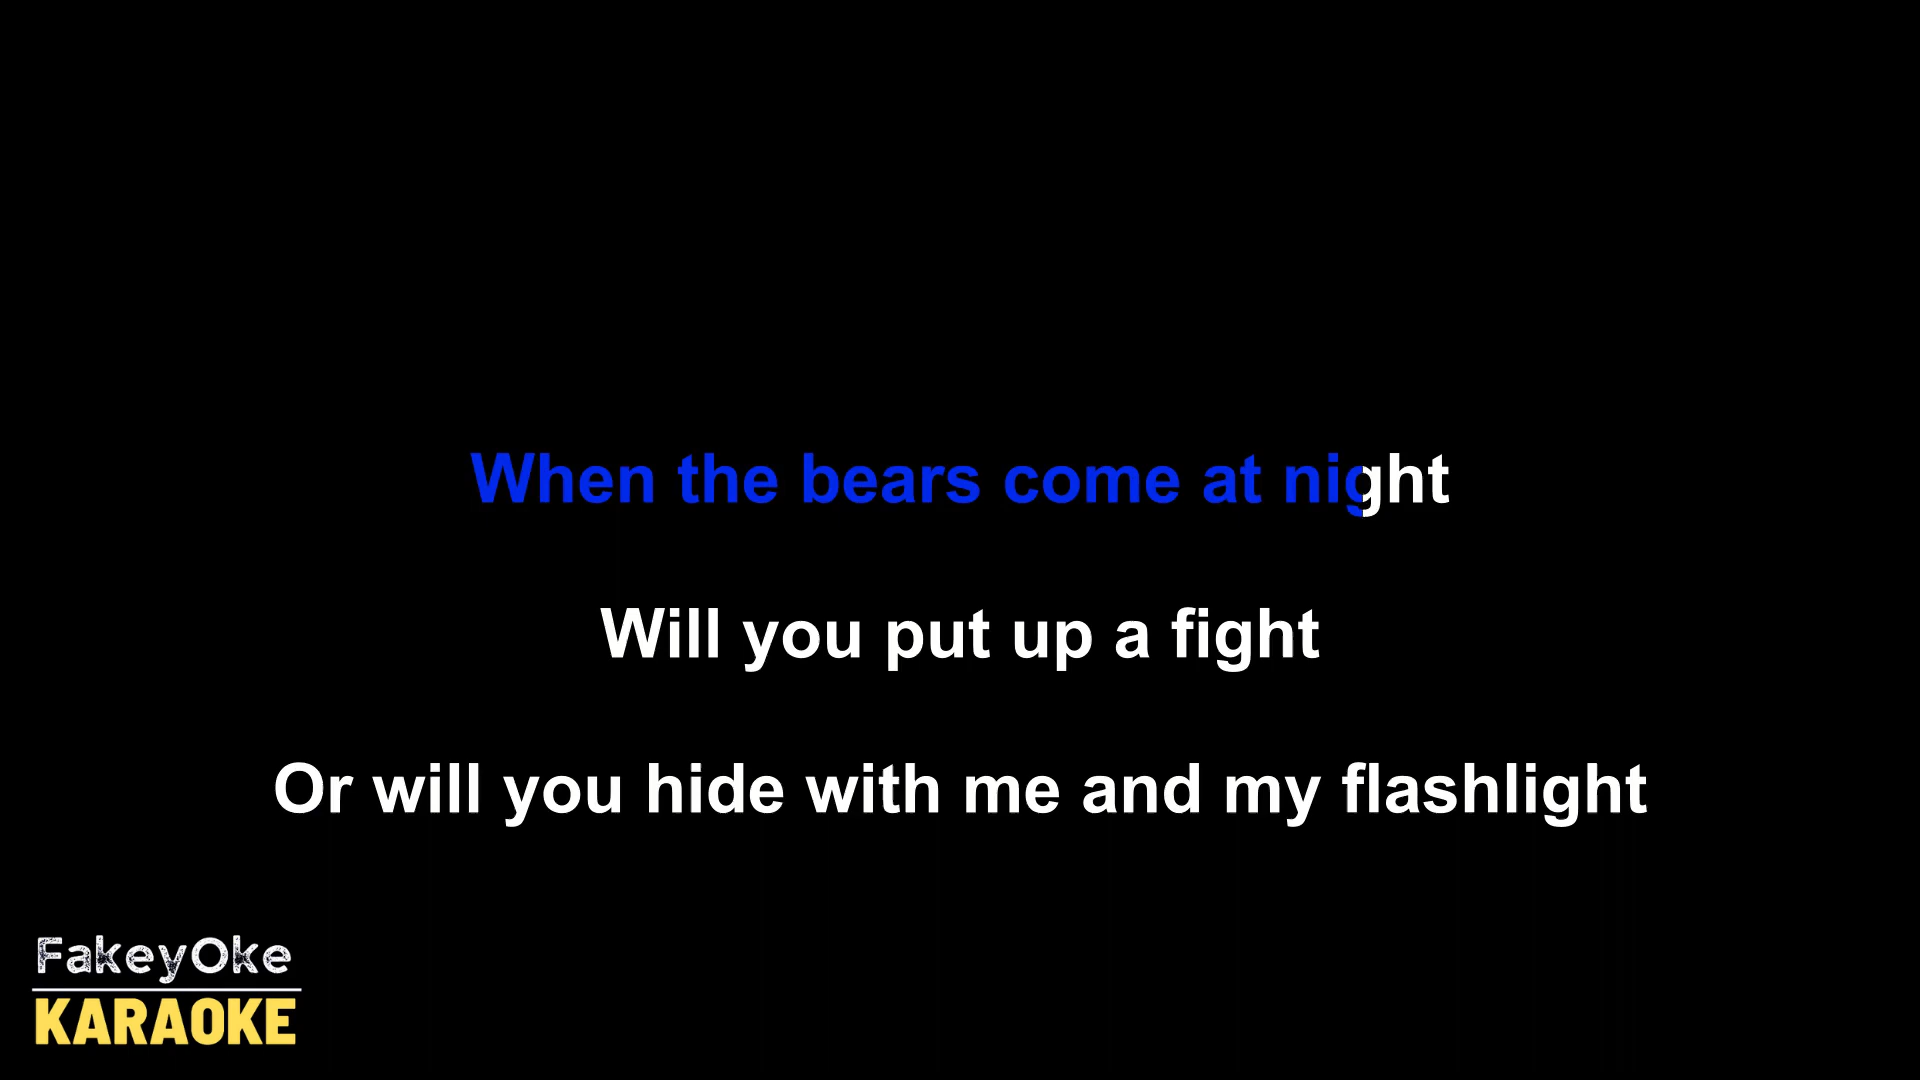 When the bears come at night
Will you put up a fight
Or will you hide with me and my flashlight
FakeyOke
KARAOKE